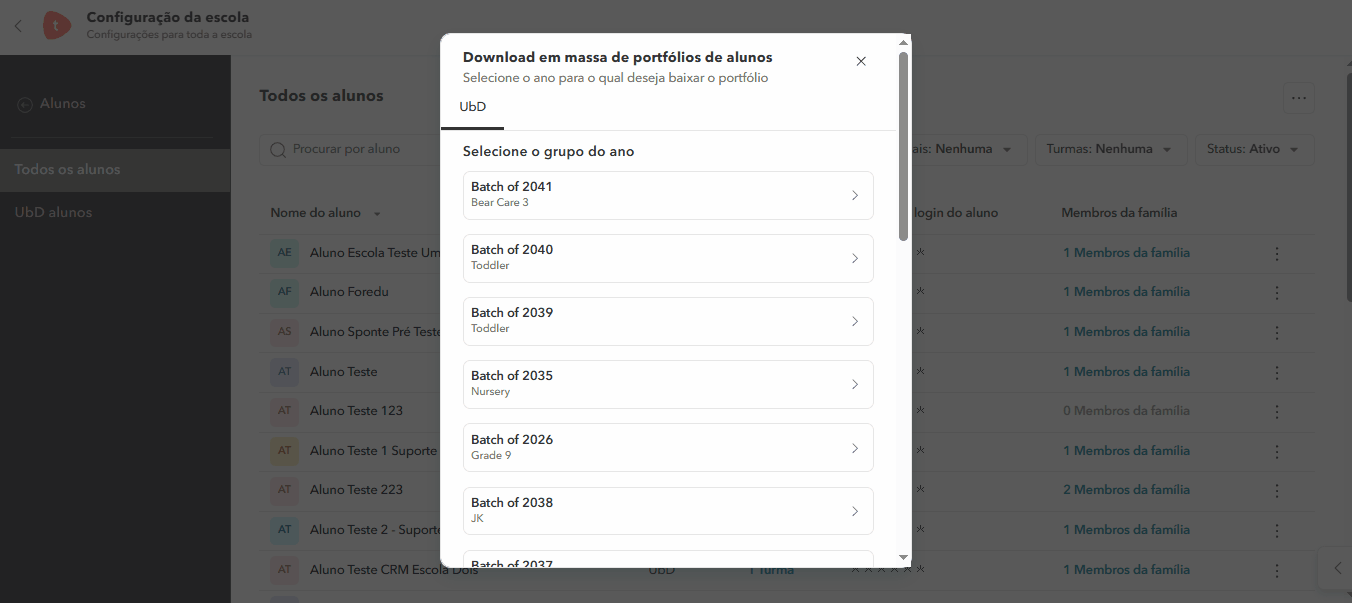 t
Configuração da escola
Configurações para toda a escola
Alunos
Todos os alunos
UbD alunos
Todos os alunos
...
Procurar por aluno
ais: Nenhuma
Turmas: Nenhuma
Status: Ativo
Nome do aluno
login do aluno
Membros da família
AE Aluno Escola Teste Um * 1 Membros da família
AF Aluno Foredu * 1 Membros da família
AS Aluno Sponte Pré Teste * 1 Membros da família
AT Aluno Teste * 1 Membros da família
AT Aluno Teste 123 * 0 Membros da família
AT Aluno Teste 1 Suporte * 1 Membros da família
AT Aluno Teste 223 * 2 Membros da família
AT Aluno Teste 2 - Suporte * 1 Membros da família
AT Aluno Teste CRM Escola Dois UbD 1 Turma ****** 1 Membros da família
Download em massa de portfólios de alunos
Selecione o ano para o qual deseja baixar o portfólio
UbD
Selecione o grupo do ano
Batch of 2041
Bear Care 3
Batch of 2040
Toddler
Batch of 2039
Toddler
Batch of 2035
Nursery
Batch of 2026
Grade 9
Batch of 2038
JK
Batch of 2037